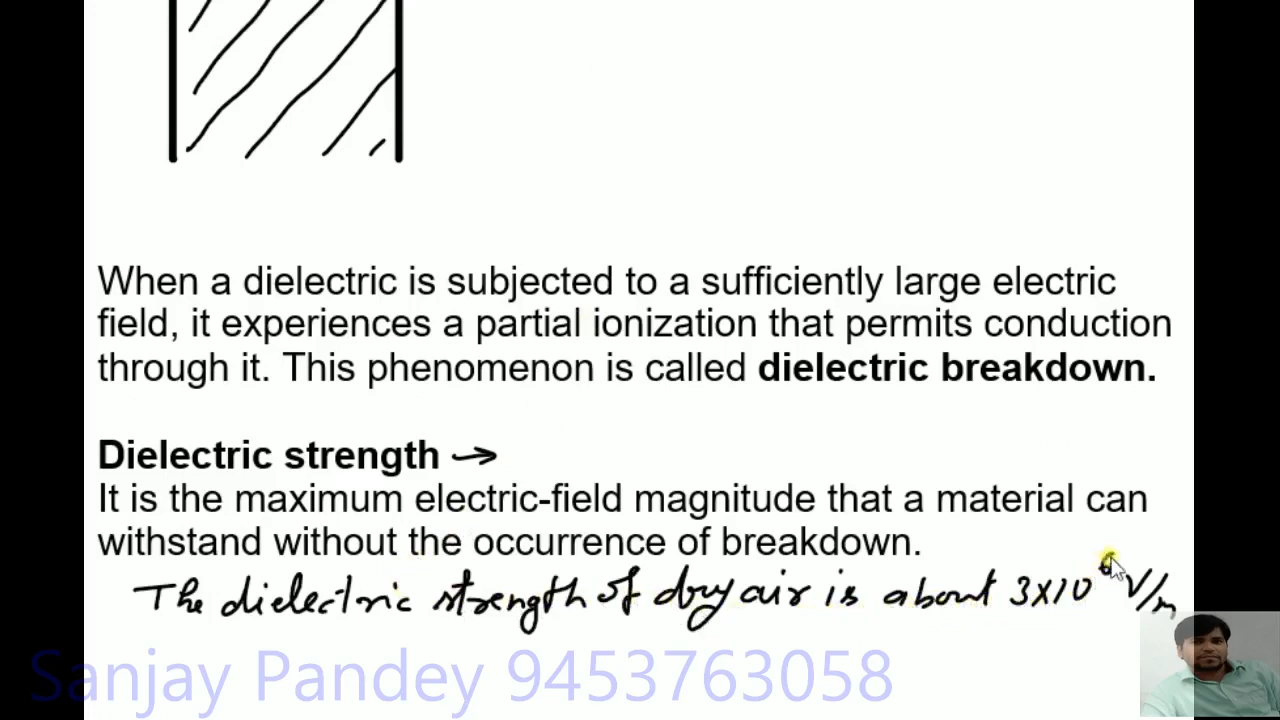 When a dielectric is subjected to a sufficiently large electric
field, it experiences a partial ionization that permits conduction
through it. This phenomenon is called dielectric breakdown.
Dielectric strength →
It is the maximum electric-field magnitude that a material can
withstand without the occurrence of breakdown.
The dielectric strength of dry air is about 3×10⁶ V/m
Sanjay Pandey 9453763058